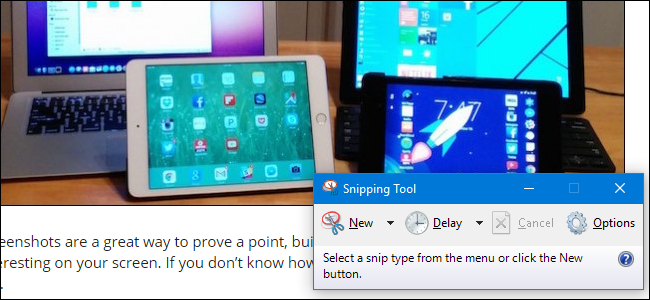 NETFLIX
7:47
Snipping Tool
New Delay Cancel Options
Select a snip type from the menu or click the New
button.
eenshots are a great way to prove a point, bui
eresting on your screen. If you don’t know how
.